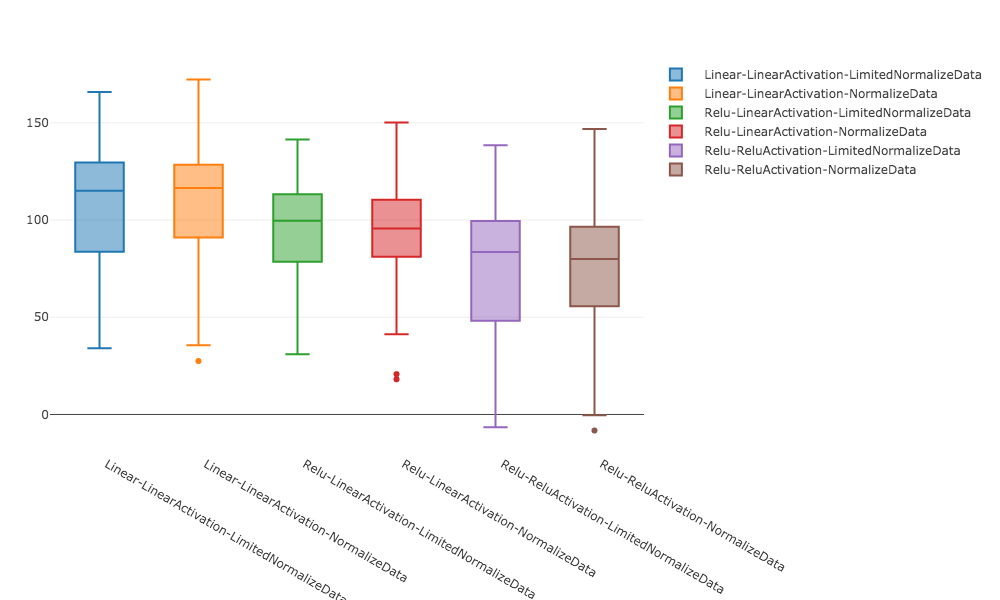 Linear-LinearActivation-LimitedNormalizeData
Linear-LinearActivation-NormalizeData
Relu-LinearActivation-LimitedNormalizeData
Relu-LinearActivation-NormalizeData
Relu-ReluActivation-LimitedNormalizeData
Relu-ReluActivation-NormalizeData
150
100
50
0
Linear-LinearActivation-LimitedNormalizeData
Linear-LinearActivation-NormalizeData
Relu-LinearActivation-LimitedNormalizeData
Relu-LinearActivation-NormalizeData
Relu-ReluActivation-LimitedNormalizeData
Relu-ReluActivation-NormalizeData